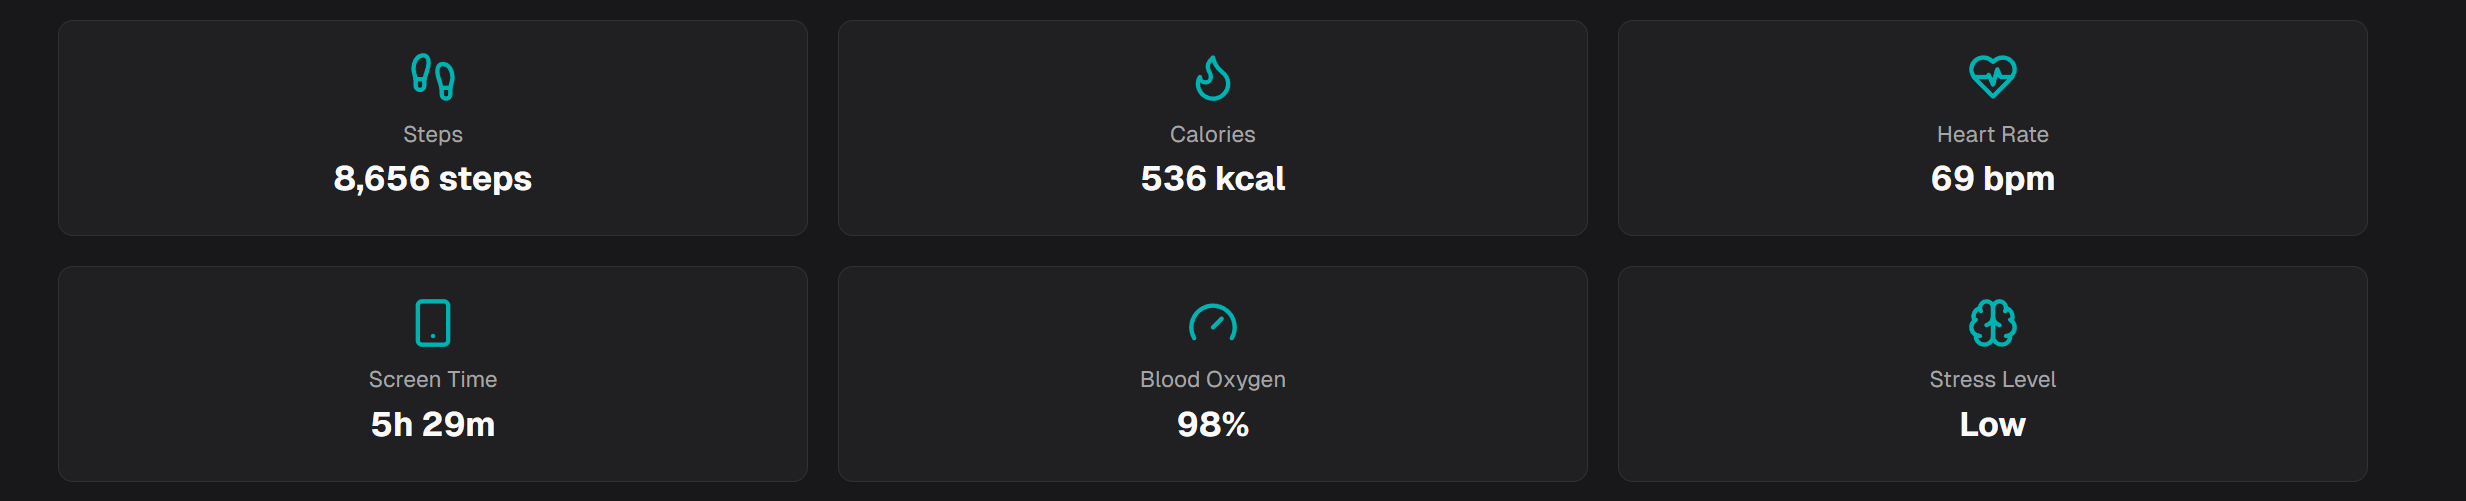 Steps
8,656 steps
Calories
536 kcal
Heart Rate
69 bpm
Screen Time
5h 29m
Blood Oxygen
98%
Stress Level
Low